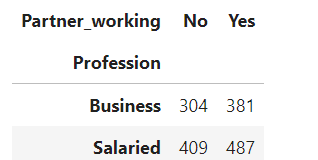 Partner_working No Yes
Profession
Business 304 381
Salaried 409 487